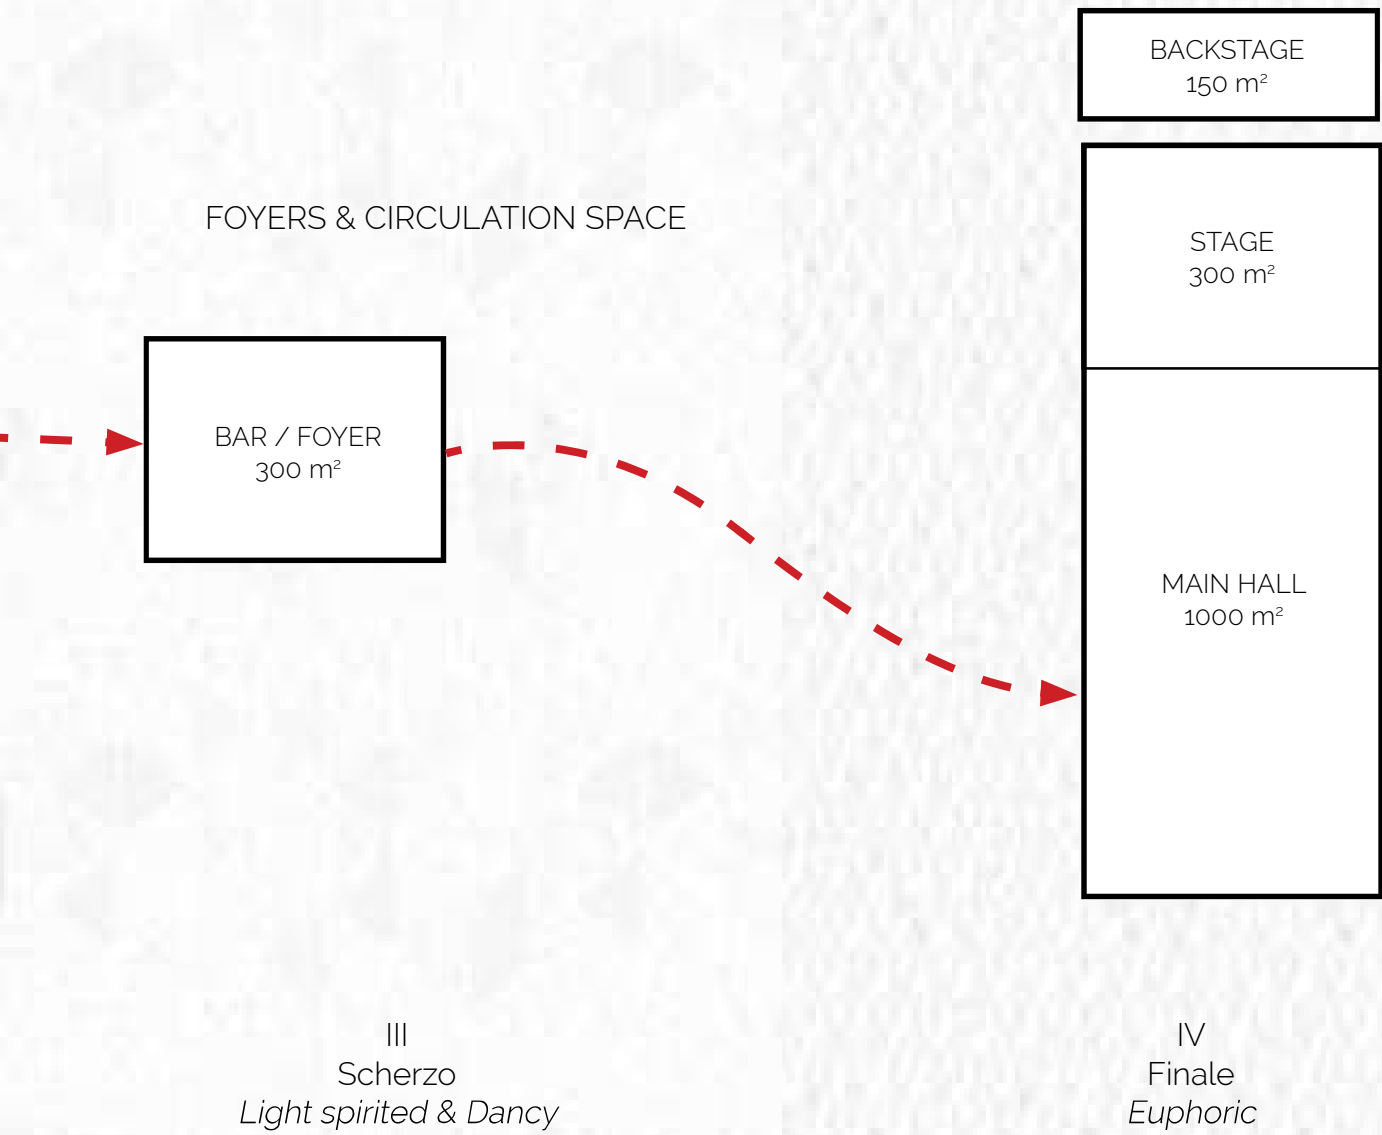 BACKSTAGE
150 m²
FOYERS & CIRCULATION SPACE
STAGE
300 m²
BAR / FOYER
300 m²
MAIN HALL
1000 m²
III
Scherzo
Light spirited & Dancy
IV
Finale
Euphoric